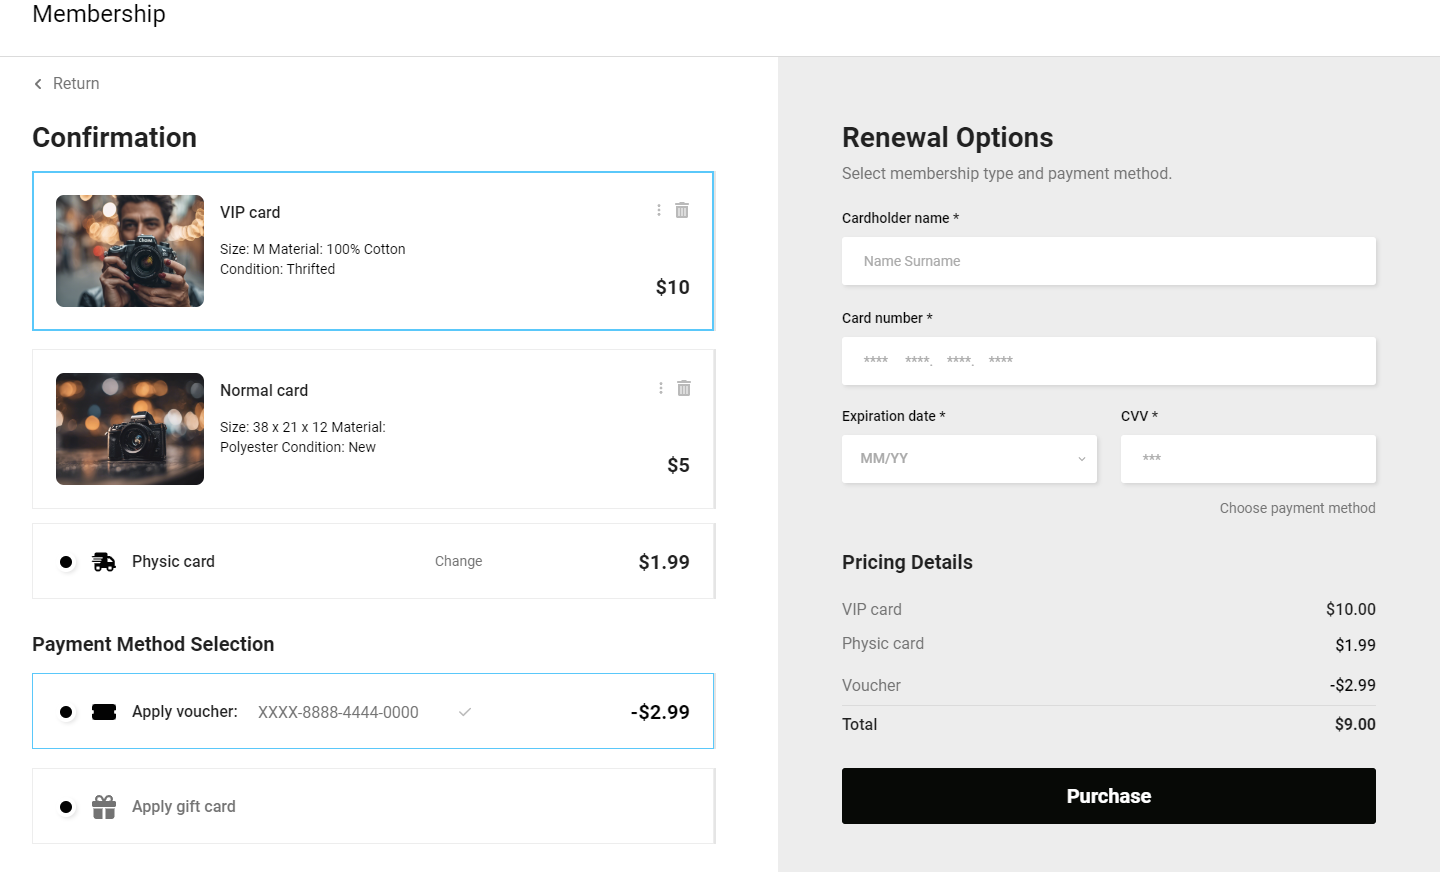 Membership
Return
Confirmation
VIP card
Size: M Material: 100% Cotton
Condition: Thrifted
$10
Normal card
Size: 38 x 21 x 12 Material:
Polyester Condition: New
$5
Physic card
Change
$1.99
Payment Method Selection
Apply voucher:
XXXX-8888-4444-0000
-$2.99
Apply gift card
Renewal Options
Select membership type and payment method.
Cardholder name *
Name Surname
Card number *
**** ****. ****. ****
Expiration date *
CVV *
MM/YY
***
Choose payment method
Pricing Details
VIP card
$10.00
Physic card
$1.99
Voucher
-$2.99
Total
$9.00
Purchase